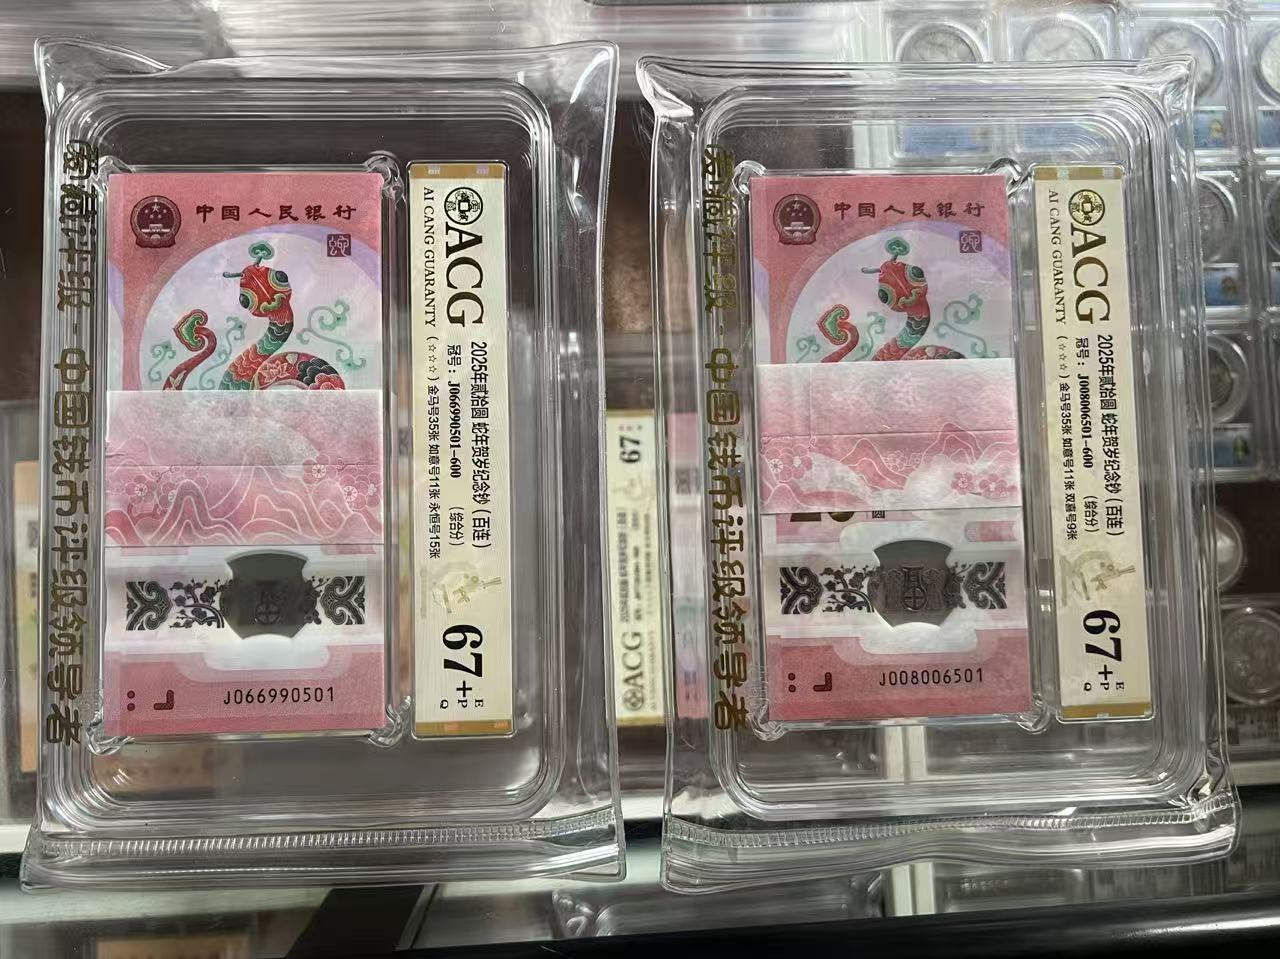 爱藏评级·中国钱币评级领导者
中国人民银行
J066990501
ACG
AI CANG GUARANTY
2025年贰拾圆 蛇年贺岁纪念钞（百连）
冠号：J066990501-600 （综合分）
（☆☆☆）金马号35张 如意号11张 永恒号15张
67+
EPQ
爱藏评级·中国钱币评级领导者
中国人民银行
J008006501
ACG
AI CANG GUARANTY
2025年贰拾圆 蛇年贺岁纪念钞（百连）
冠号：J008006501-600 （综合分）
（☆☆☆）金马号35张 如意号11张 双嘉号9张
67+
EPQ
ACG
67